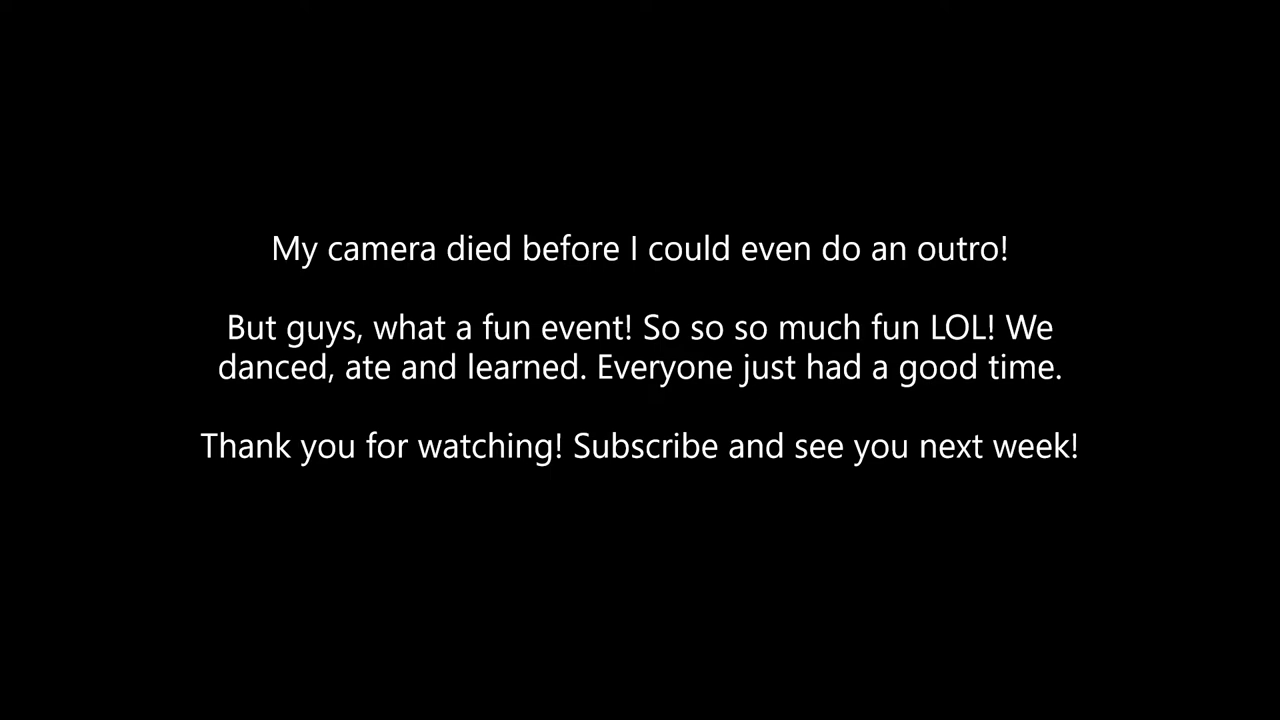 My camera died before I could even do an outro!
But guys, what a fun event! So so so much fun LOL! We
danced, ate and learned. Everyone just had a good time.
Thank you for watching! Subscribe and see you next week!